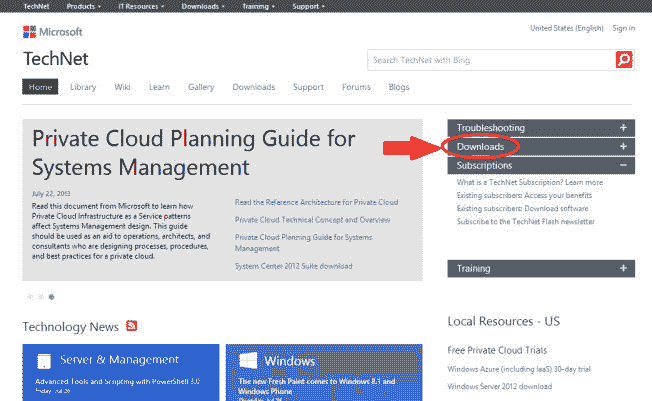 TechNet Products IT Resources Downloads Training Support
Microsoft
United States (English) Sign in
TechNet
Search TechNet with Bing
Home Library Wiki Learn Gallery Downloads Support Forums Blogs
Private Cloud Planning Guide for
Systems Management
July 22, 2013
Read this document from Microsoft to learn how
Private Cloud Infrastructure as a Service patterns
affect Systems Management design. This guide
should be used as an aid to operations, architects, and
consultants who are designing processes, procedures,
and best practices for a private cloud.
Read the Reference Architecture for Private Cloud
Private Cloud Technical Concept and Overview
Private Cloud Planning Guide for Systems
Management
System Center 2012 Suite download
Troubleshooting +
Downloads +
Subscriptions −
What is a TechNet Subscription? Learn more
Existing subscribers: Access your benefits
Existing subscribers: Download software
Subscribe to the TechNet Flash newsletter
Training +
Technology News
Server & Management
Advanced Tools and Scripting with PowerShell 3.0
Friday, Jul 26
Windows
The new Fresh Paint comes to Windows 8.1 and
Windows Phone
Local Resources - US
Free Private Cloud Trials
Windows Azure (including IaaS) 30-day trial
Windows Server 2012 download